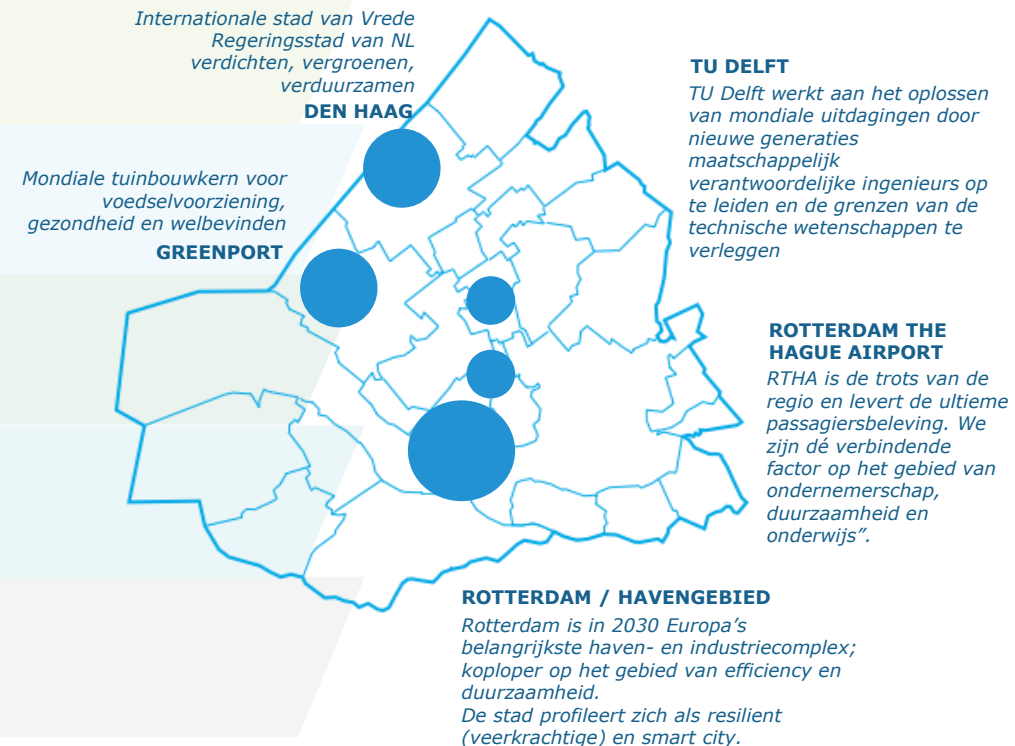 Internationale stad van Vrede
Regeringsstad van NL
verdichten, vergroenen,
verduurzamen
DEN HAAG
Mondiale tuinbouwkern voor
voedselvoorziening,
gezondheid en welbevinden
GREENPORT
TU DELFT
TU Delft werkt aan het oplossen
van mondiale uitdagingen door
nieuwe generaties
maatschappelijk
verantwoordelijke ingenieurs op
te leiden en de grenzen van de
technische wetenschappen te
verleggen
ROTTERDAM THE
HAGUE AIRPORT
RTHA is de trots van de
regio en levert de ultieme
passagiersbeleving. We
zijn dé verbindende
factor op het gebied van
ondernemerschap,
duurzaamheid en
onderwijs”.
ROTTERDAM / HAVENGEBIED
Rotterdam is in 2030 Europa’s
belangrijkste haven- en industriecomplex;
koploper op het gebied van efficiency en
duurzaamheid.
De stad profileert zich als resilient
(veerkrachtige) en smart city.